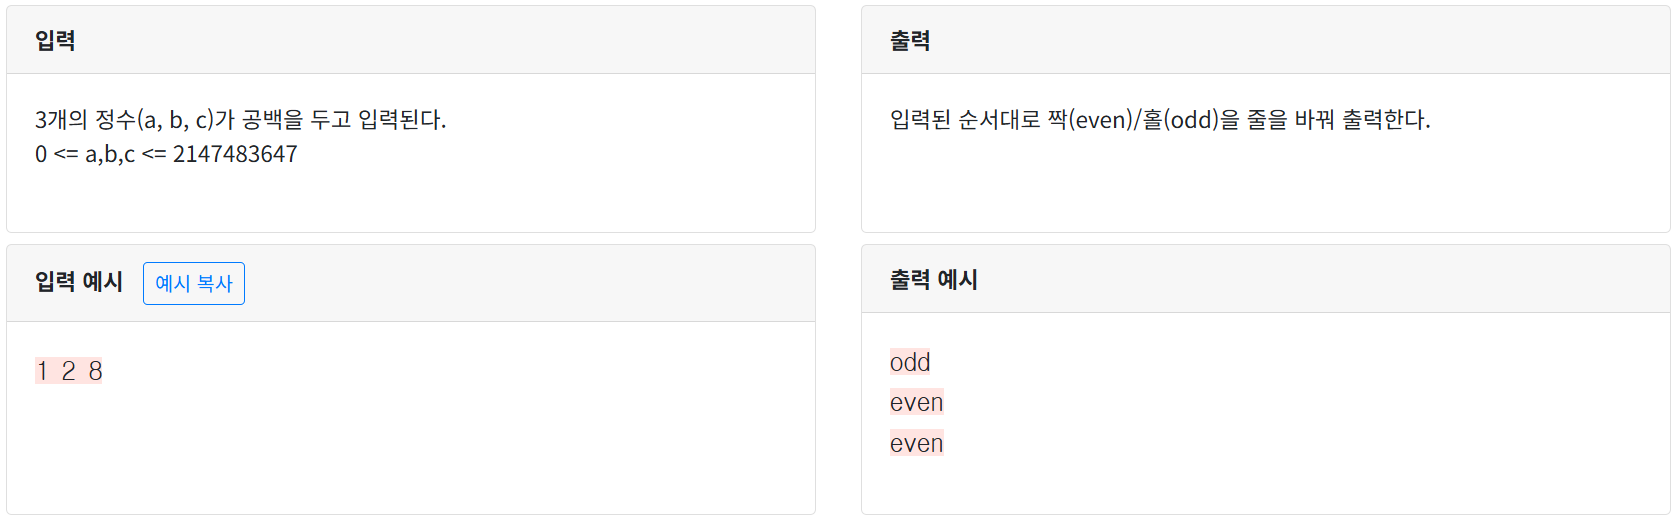 입력
3개의 정수(a, b, c)가 공백을 두고 입력된다.
0 <= a,b,c <= 2147483647
출력
입력된 순서대로 짝(even)/홀(odd)을 줄을 바꿔 출력한다.
입력 예시 예시 복사
1 2 8
출력 예시
odd
even
even